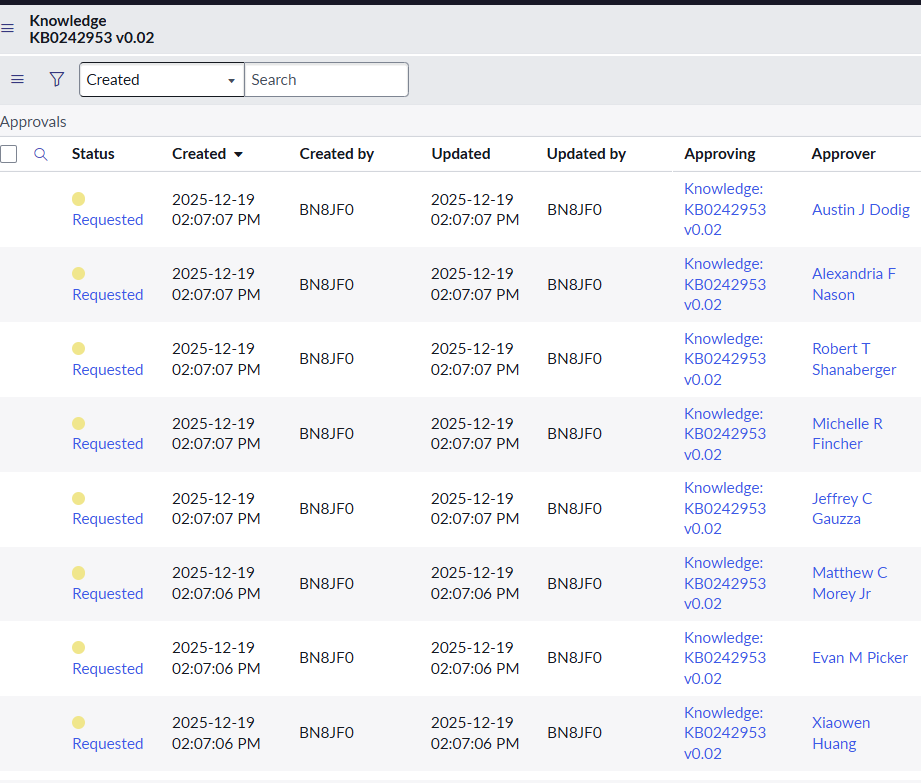 Knowledge
KB0242953 v0.02
Created
Search
Approvals
Status Created Created by Updated Updated by Approving Approver
Requested 2025-12-19 02:07:07 PM BN8JF0 2025-12-19 02:07:07 PM BN8JF0 Knowledge: KB0242953 v0.02 Austin J Dodig
Requested 2025-12-19 02:07:07 PM BN8JF0 2025-12-19 02:07:07 PM BN8JF0 Knowledge: KB0242953 v0.02 Alexandria F Nason
Requested 2025-12-19 02:07:07 PM BN8JF0 2025-12-19 02:07:07 PM BN8JF0 Knowledge: KB0242953 v0.02 Robert T Shanaberger
Requested 2025-12-19 02:07:07 PM BN8JF0 2025-12-19 02:07:07 PM BN8JF0 Knowledge: KB0242953 v0.02 Michelle R Fincher
Requested 2025-12-19 02:07:07 PM BN8JF0 2025-12-19 02:07:07 PM BN8JF0 Knowledge: KB0242953 v0.02 Jeffrey C Gauzza
Requested 2025-12-19 02:07:06 PM BN8JF0 2025-12-19 02:07:06 PM BN8JF0 Knowledge: KB0242953 v0.02 Matthew C Morey Jr
Requested 2025-12-19 02:07:06 PM BN8JF0 2025-12-19 02:07:06 PM BN8JF0 Knowledge: KB0242953 v0.02 Evan M Picker
Requested 2025-12-19 02:07:06 PM BN8JF0 2025-12-19 02:07:06 PM BN8JF0 Knowledge: KB0242953 v0.02 Xiaowen Huang